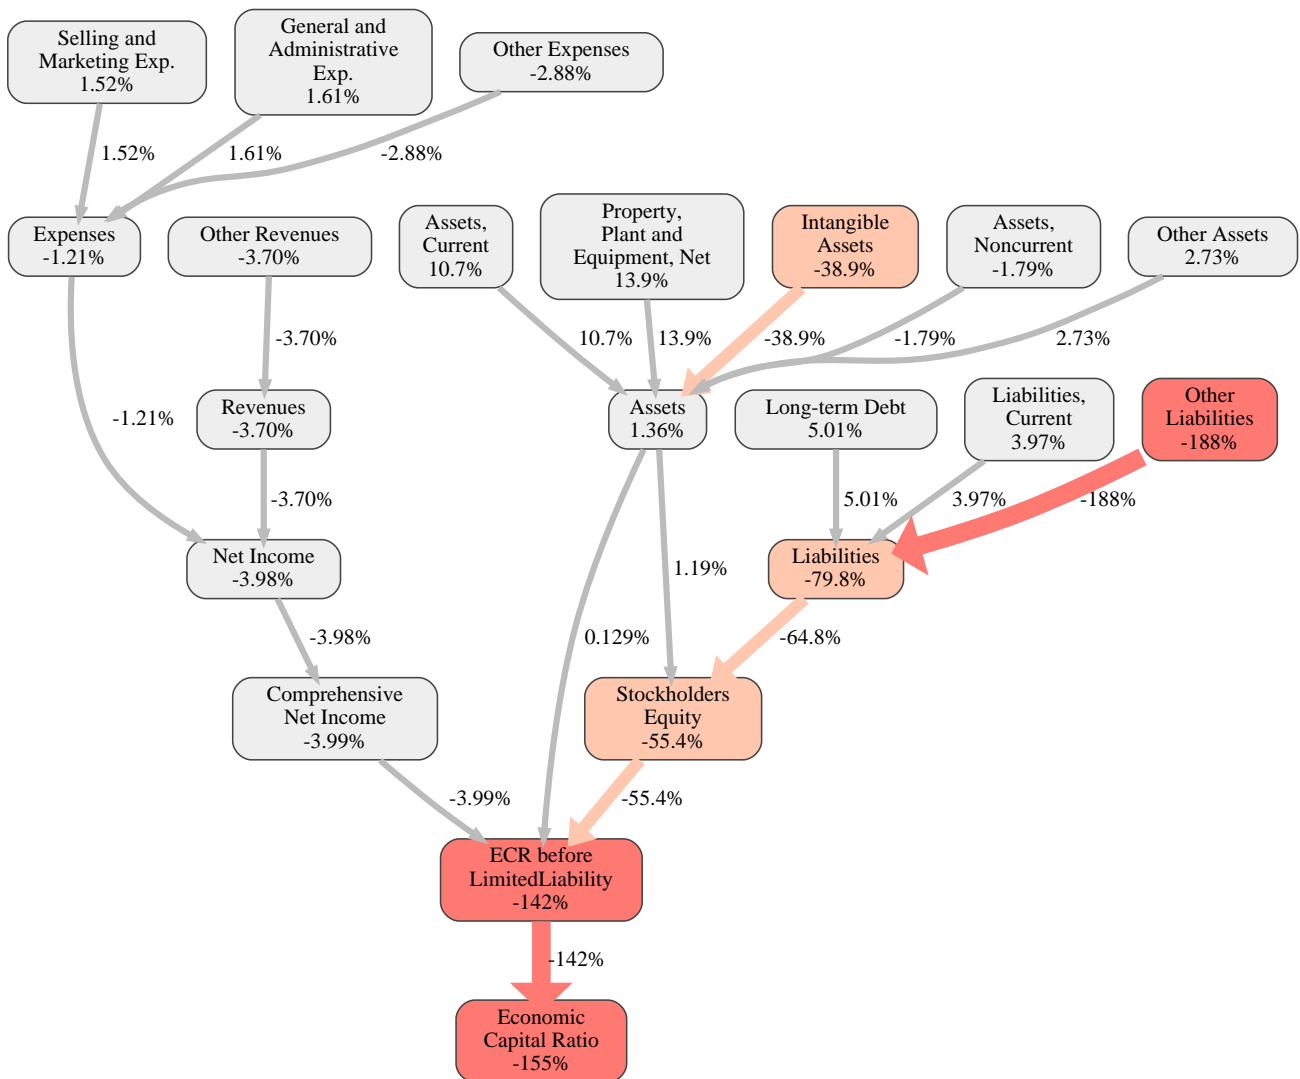 Selling and
Marketing Exp.
1.52%
General and
Administrative
Exp.
1.61%
Other Expenses
-2.88%
1.52%
1.61%
-2.88%
Expenses
-1.21%
Other Revenues
-3.70%
Assets,
Current
10.7%
Property,
Plant and
Equipment, Net
13.9%
Intangible
Assets
-38.9%
Assets,
Noncurrent
-1.79%
Other Assets
2.73%
-3.70%
10.7%
13.9%
-38.9%
-1.79%
2.73%
-1.21%
Revenues
-3.70%
Assets
1.36%
Long-term Debt
5.01%
Liabilities,
Current
3.97%
Other
Liabilities
-188%
-3.70%
5.01%
3.97%
-188%
Net Income
-3.98%
1.19%
Liabilities
-79.8%
-3.98%
0.129%
-64.8%
Comprehensive
Net Income
-3.99%
Stockholders
Equity
-55.4%
-3.99%
-55.4%
ECR before
LimitedLiability
-142%
-142%
Economic
Capital Ratio
-155%